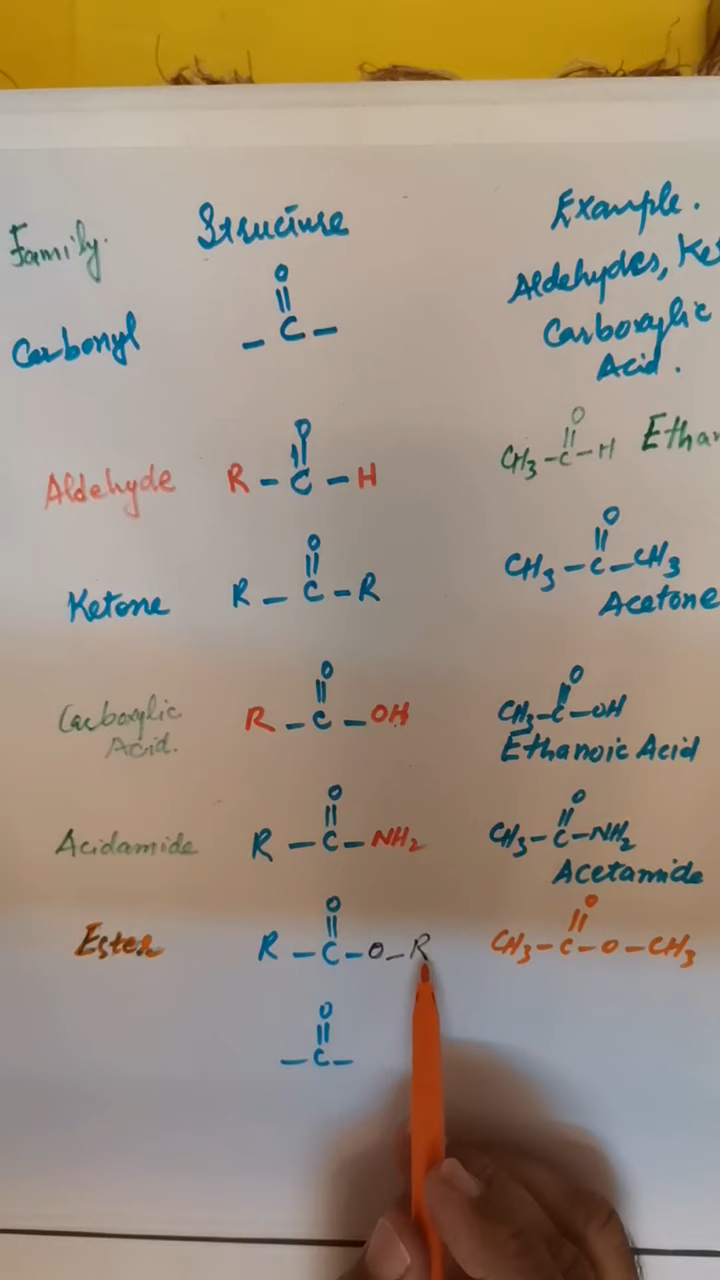 Family. Structure Example.
Aldehydes, Ket
O
||
Carbonyl – C – Carboxylic
Acid.
O O
|| ||
Aldehyde R – C – H CH3 – C – H Ethan
O O
|| ||
Ketone R – C – R CH3 – C – CH3
Acetone
O O
|| ||
Carboxylic R – C – OH CH3 – C – OH
Acid. Ethanoic Acid
O O
|| ||
Acidamide R – C – NH2 CH3 – C – NH2
Acetamide
O O
|| ||
Ester R – C – O – R CH3 – C – O – CH3
O
||
– C –